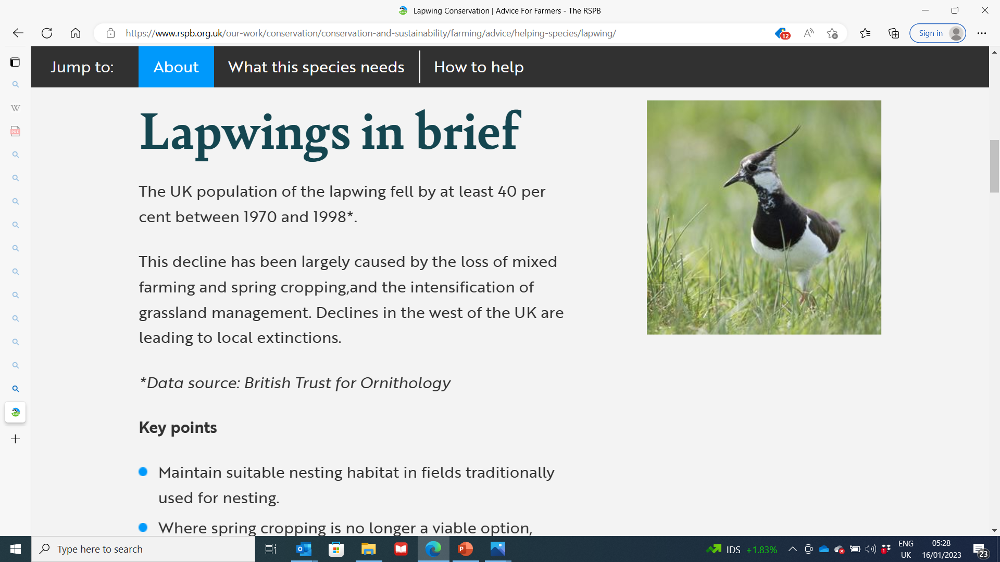 Lapwing Conservation | Advice For Farmers - The RSPB
https://www.rspb.org.uk/our-work/conservation/conservation-and-sustainability/farming/advice/helping-species/lapwing/
12
Sign in
Jump to: About What this species needs How to help
Lapwings in brief
The UK population of the lapwing fell by at least 40 per
cent between 1970 and 1998*.
This decline has been largely caused by the loss of mixed
farming and spring cropping,and the intensification of
grassland management. Declines in the west of the UK are
leading to local extinctions.
*Data source: British Trust for Ornithology
Key points
Maintain suitable nesting habitat in fields traditionally
used for nesting.
Where spring cropping is no longer a viable option,
Type here to search
IDS +1.83%
1
ENG
UK
05:28
16/01/2023
23